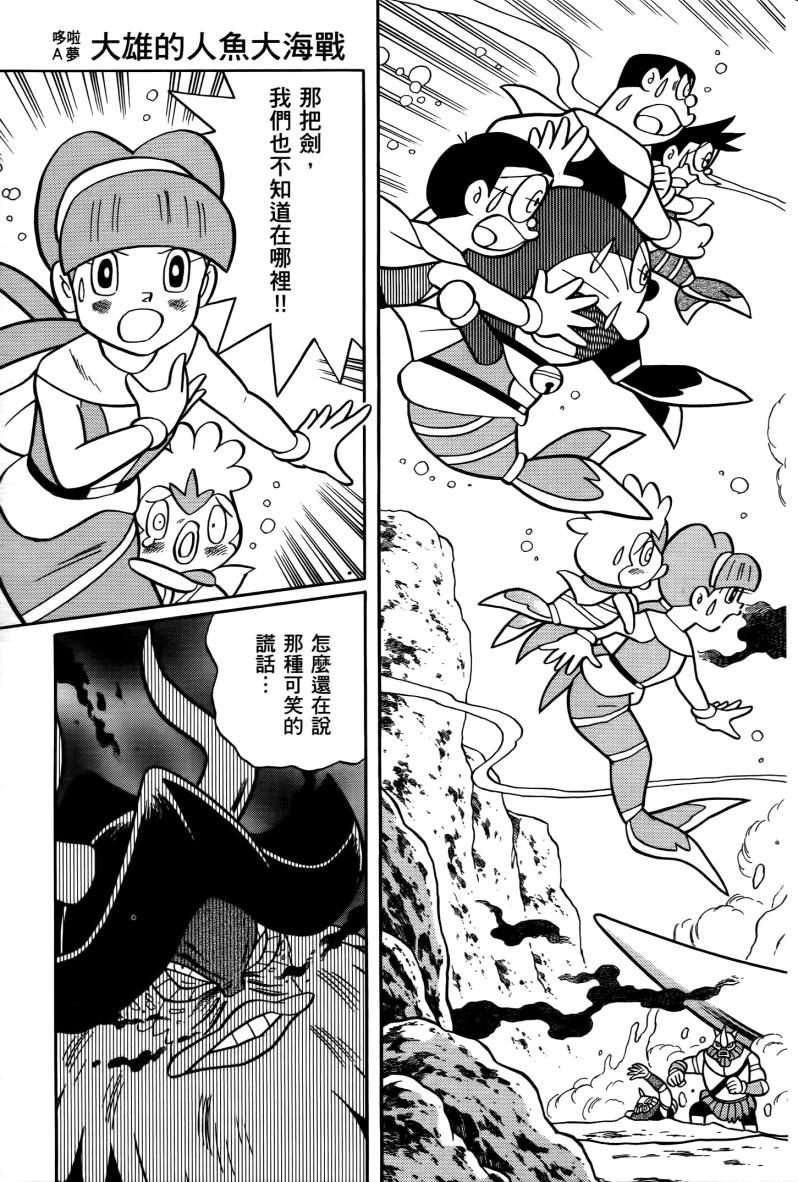 哆啦A夢 大雄的人魚大海戰
那把劍，
我們也不知道在哪裡!!
怎麼還在說
那種可笑的
謊話…